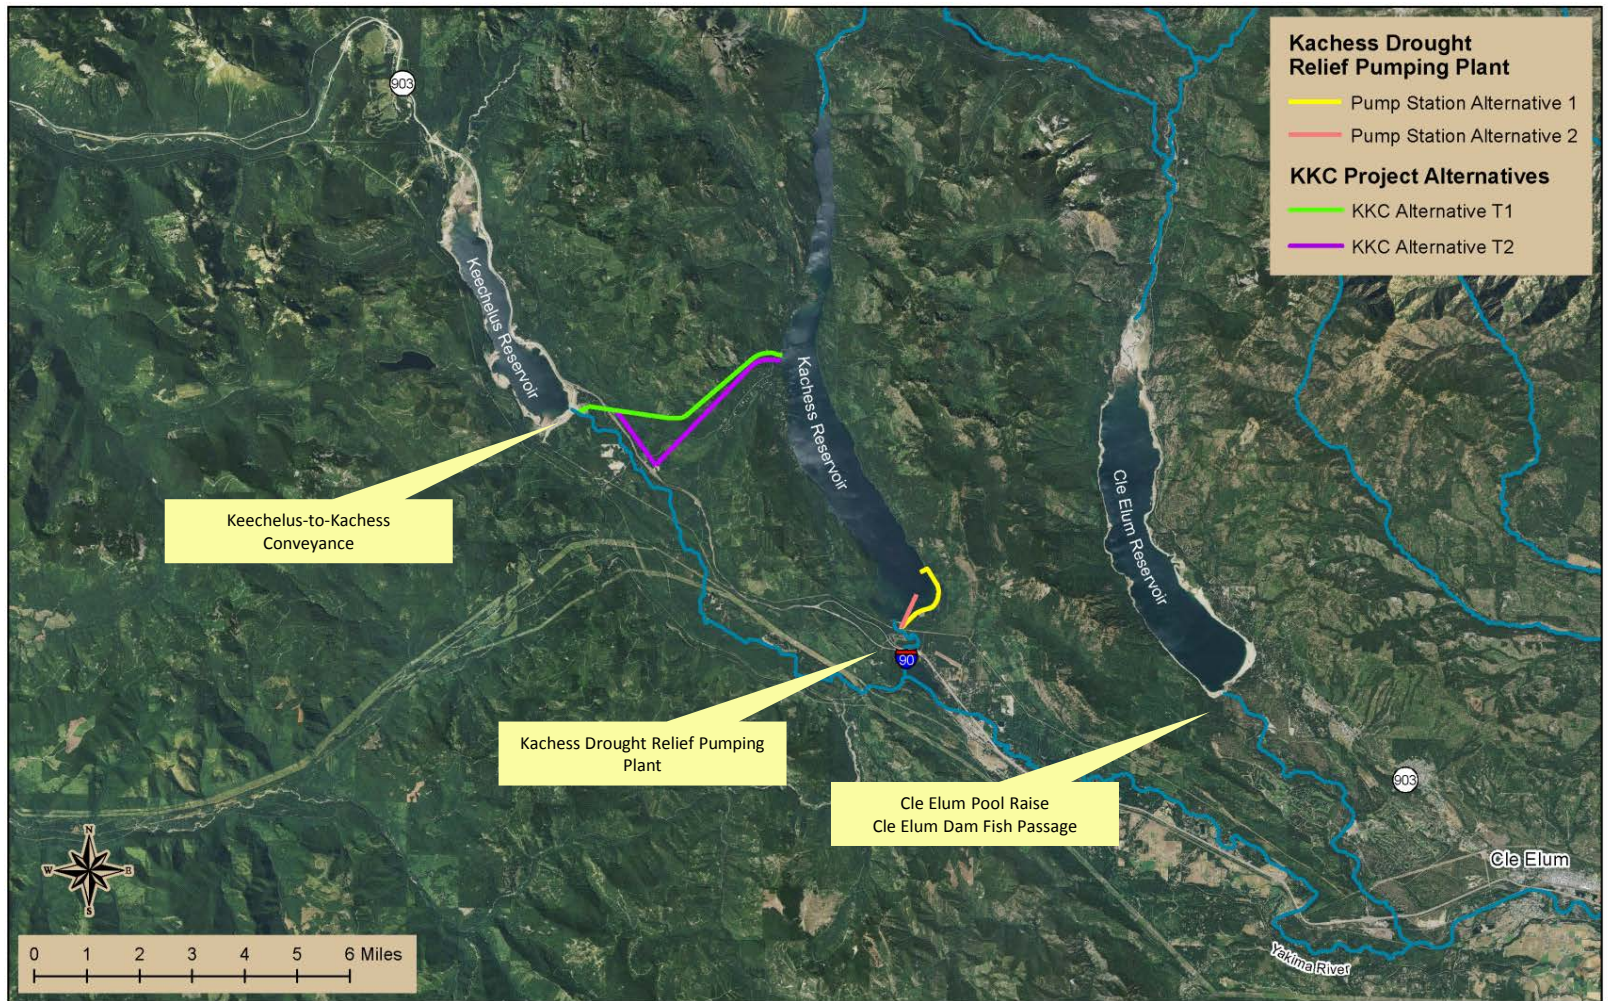 Kachess Drought
Relief Pumping Plant
Pump Station Alternative 1
Pump Station Alternative 2
KKC Project Alternatives
KKC Alternative T1
KKC Alternative T2
903
Keechelus Reservoir
Kachess Reservoir
Cle Elum Reservoir
Keechelus-to-Kachess
Conveyance
90
Kachess Drought Relief Pumping
Plant
Cle Elum Pool Raise
Cle Elum Dam Fish Passage
903
Cle Elum
Yakima River
N
W
E
S
0 1 2 3 4 5 6 Miles